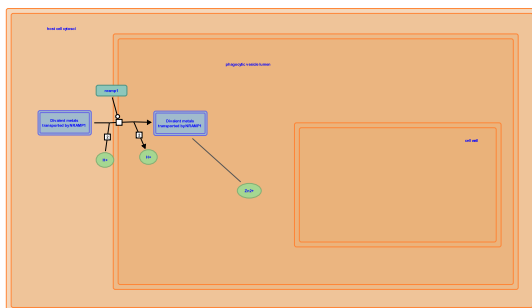 host cell cytosol
phagocytic vesicle lumen
nramp1
Divalent metals
transported by NRAMP1
Divalent metals
transported by NRAMP1
cell wall
H+
H+
Zn2+